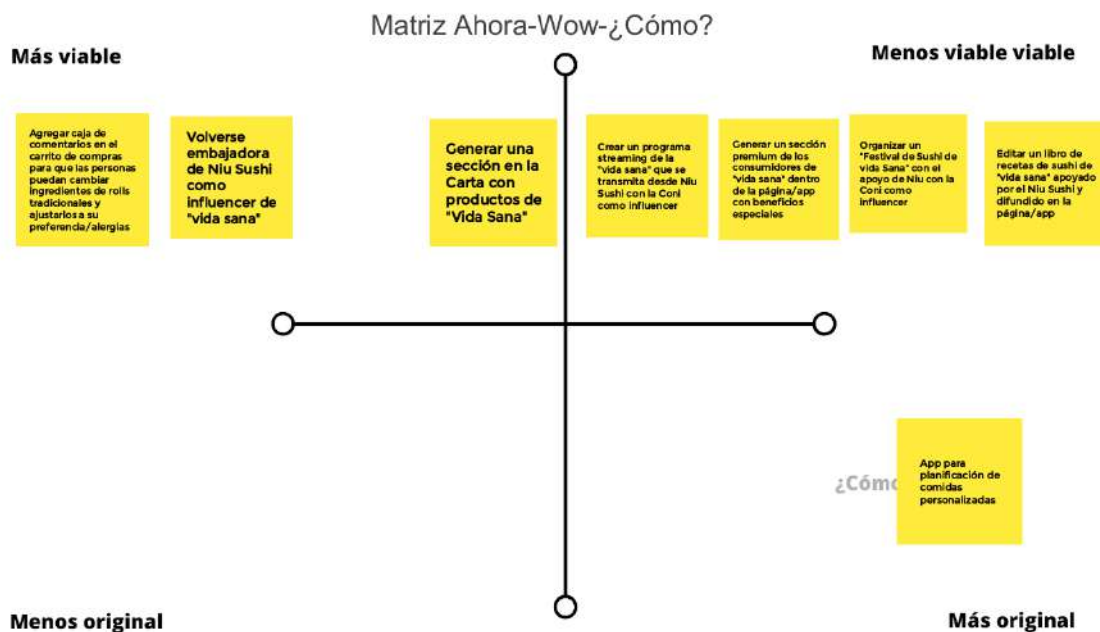 Matriz Ahora-Wow-¿Cómo?
Más viable
Menos viable viable
Agregar caja de
comentarios en el
carrito de compras
para que las personas
puedan cambiar
ingredientes de rolls
tradicionales y
ajustarlos a su
preferencia/alergias
Volverse
embajadora
de Niu Sushi
como
influencer de
"vida sana"
Generar una
sección en la
Carta con
productos de
"Vida Sana"
Crear un programa
streaming de la
"vida sana" que se
transmita desde Niu
Sushi con la Coni
como influencer
Generar un sección
premium de los
consumidores de
"vida sana" dentro
de la página/app
con beneficios
especiales
Organizar un
"Festival de Sushi de
vida Sana" con el
apoyo de Niu con la
Coni como
influencer
Editar un libro de
recetas de sushi de
"vida sana" apoyado
por el Niu Sushi y
difundido en la
página/app
¿Cómo
App para
planificación de
comidas
personalizadas
Menos original
Más original